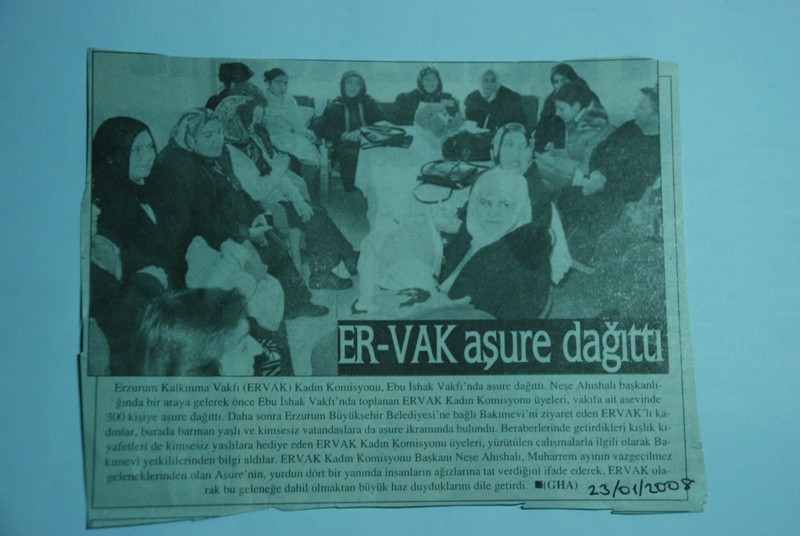 ER-VAK aşure dağıttı
Erzurum Kalkınma Vakfı (ERVAK) Kadın Komisyonu, Ebu İshak Vakfı'nda aşure dağıttı. Neşe Ahıshalı başkanlı-
ğında bir araya gelerek önce Ebu İshak Vakfı'nda toplanan ERVAK Kadın Komisyonu üyeleri, vakıfa ait aşevinde
300 kişiye aşure dağıttı. Daha sonra Erzurum Büyükşehir Belediyesi'ne bağlı Bakımevi'ni ziyaret eden ERVAK'lı ka-
dınlar, burada barınan yaşlı ve kimsesiz vatandaşlara da aşure ikramında bulundu. Beraberlerinde getirdikleri kışlık kı-
yafetleri de kimsesiz yaşlılara hediye eden ERVAK Kadın Komisyonu üyeleri, yürütülen çalışmalarla ilgili olarak Ba-
kımevi yetkililerinden bilgi aldılar. ERVAK Kadın Komisyonu Başkanı Neşe Ahıshalı, Muharrem ayının vazgeçilmez
geleneklerinden olan Aşure'nin, yurdun dört bir yanında insanların ağızlarına tat verdiğini ifade ederek, ERVAK ola-
rak bu geleneğe dahil olmaktan büyük haz duyduklarını dile getirdi. ■(GHA)
23/01/2008